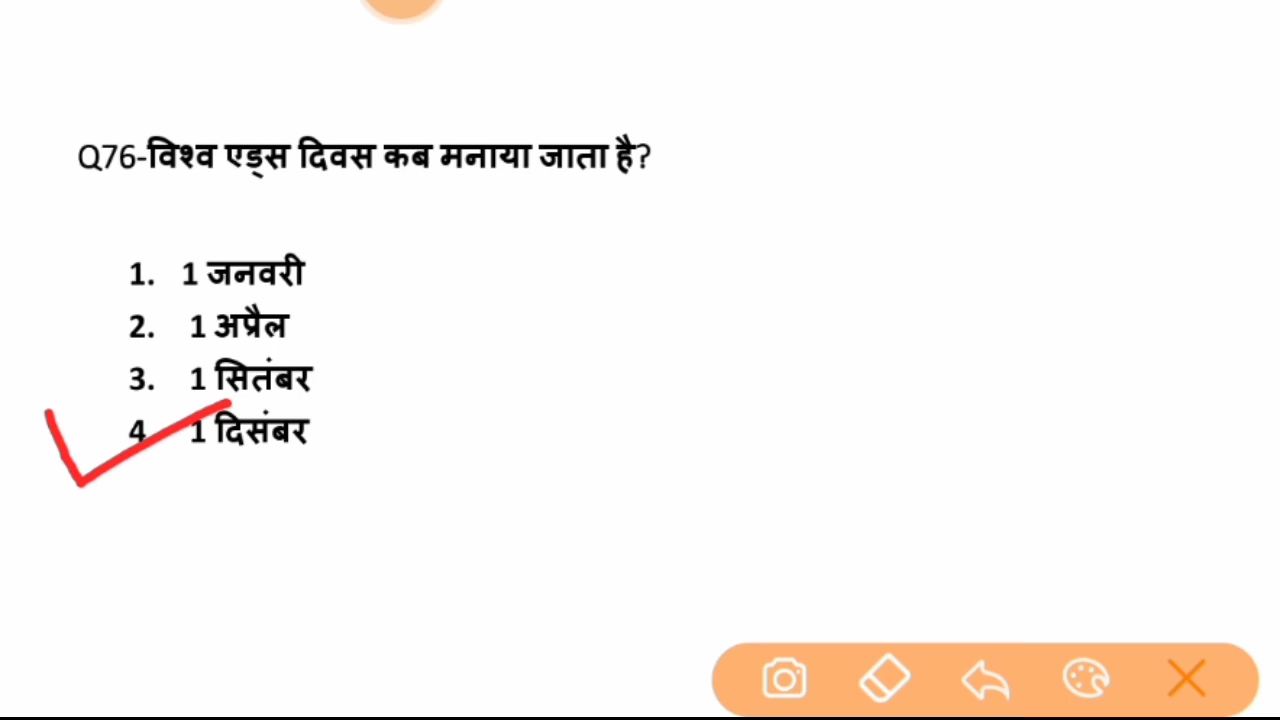 Q76-विश्व एड्स दिवस कब मनाया जाता है?
1. 1 जनवरी
2. 1 अप्रैल
3. 1 सितंबर
4. 1 दिसंबर